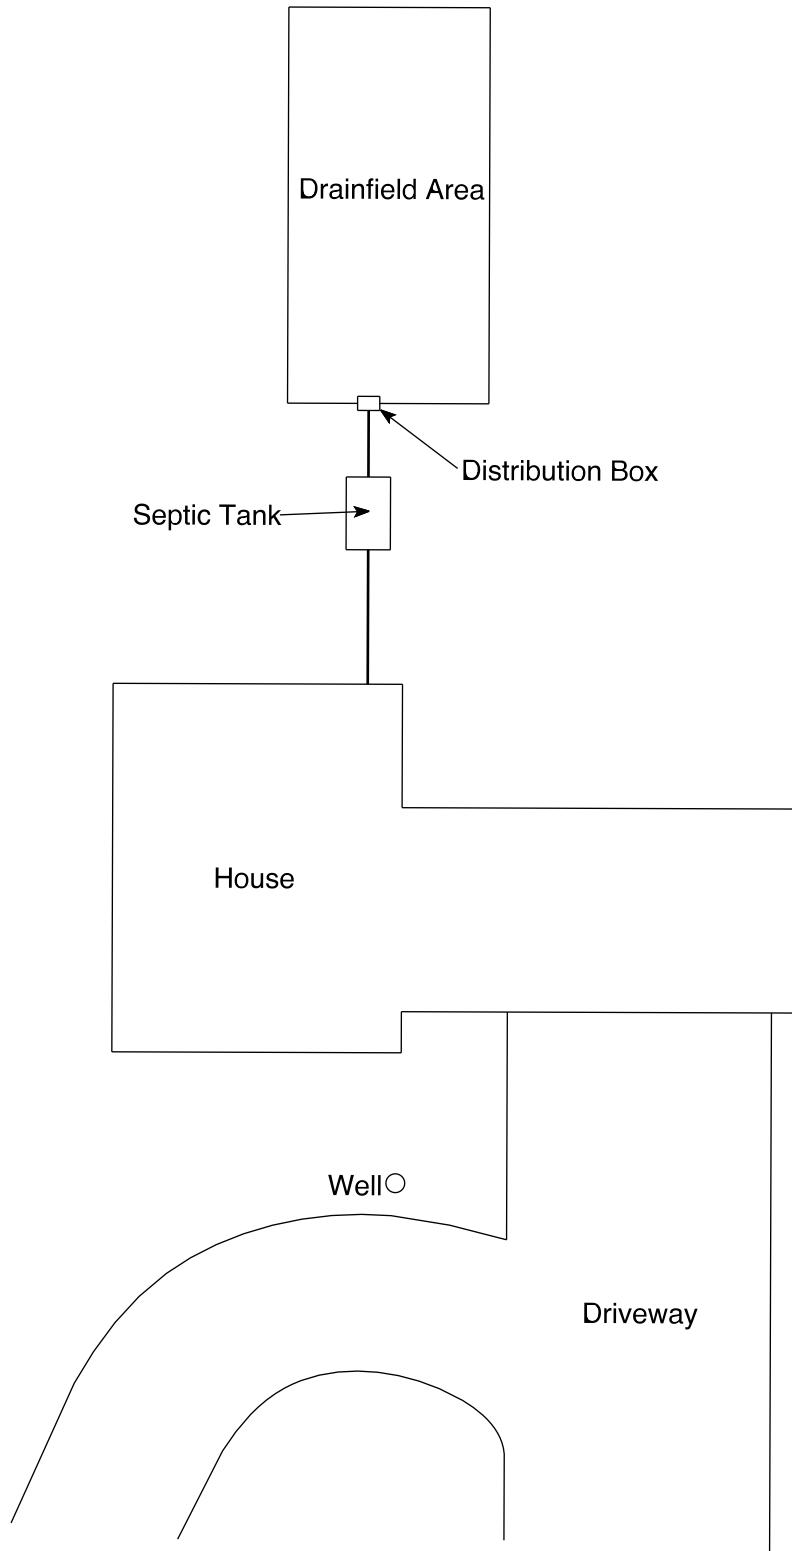 Drainfield Area
Distribution Box
Septic Tank
House
Well
Driveway